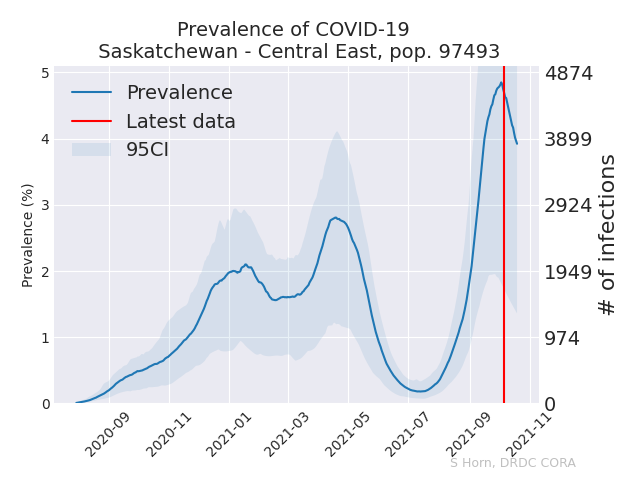 Prevalence of COVID-19
Saskatchewan - Central East, pop. 97493
Prevalence
Latest data
95CI
Prevalence (%)
5
4
3
2
1
0
4874
3899
2924
1949
974
0
# of infections
2020-09
2020-11
2021-01
2021-03
2021-05
2021-07
2021-09
2021-11
S Horn, DRDC CORA